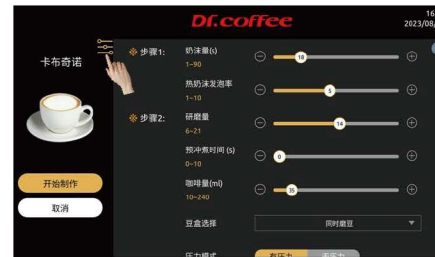 Dr.coffee
16
2023/08/
卡布奇诺
步骤1:
奶沫量(s)
1~90
18
热奶沫发泡率
1~10
5
步骤2:
研磨量
6~21
14
预冲煮时间 (s)
0~10
0
咖啡量(ml)
10~240
35
开始制作
取消
豆盒选择
同时磨豆
压力模式
有压力
无压力